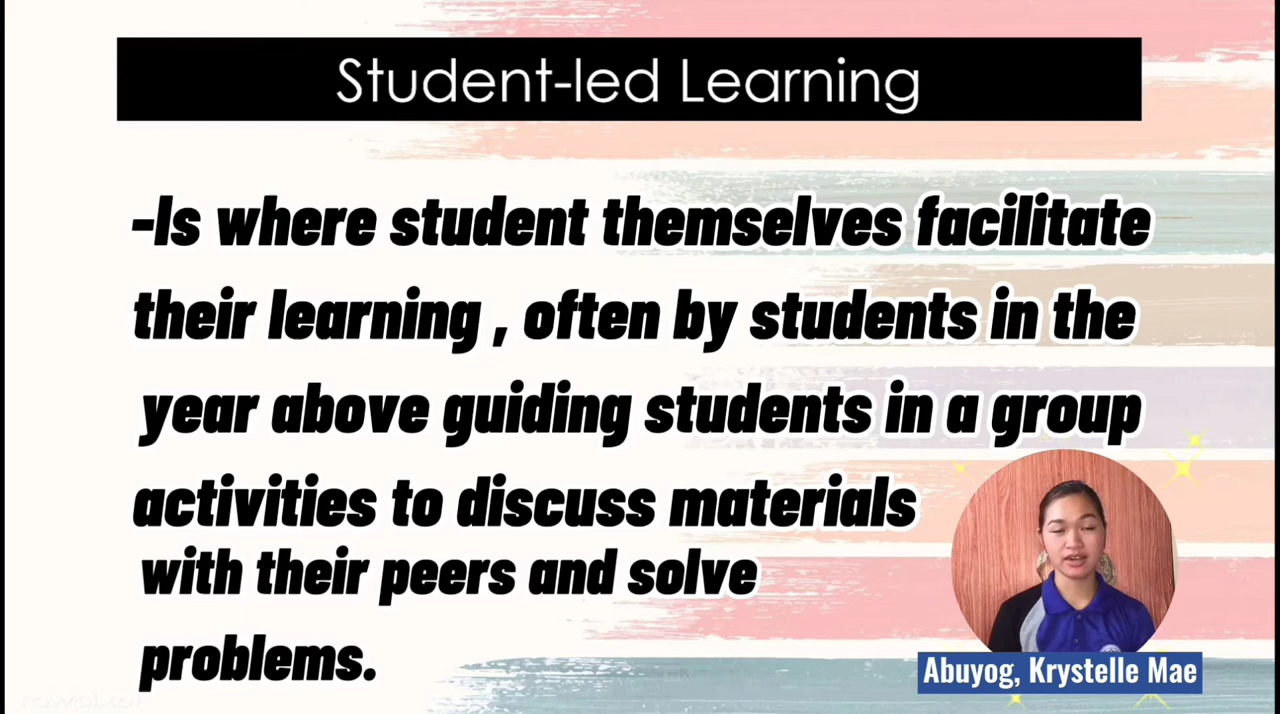 Student-led Learning
-Is where student themselves facilitate
their learning , often by students in the
year above guiding students in a group
activities to discuss materials
with their peers and solve
problems.
Abuyog, Krystelle Mae
rawpixel